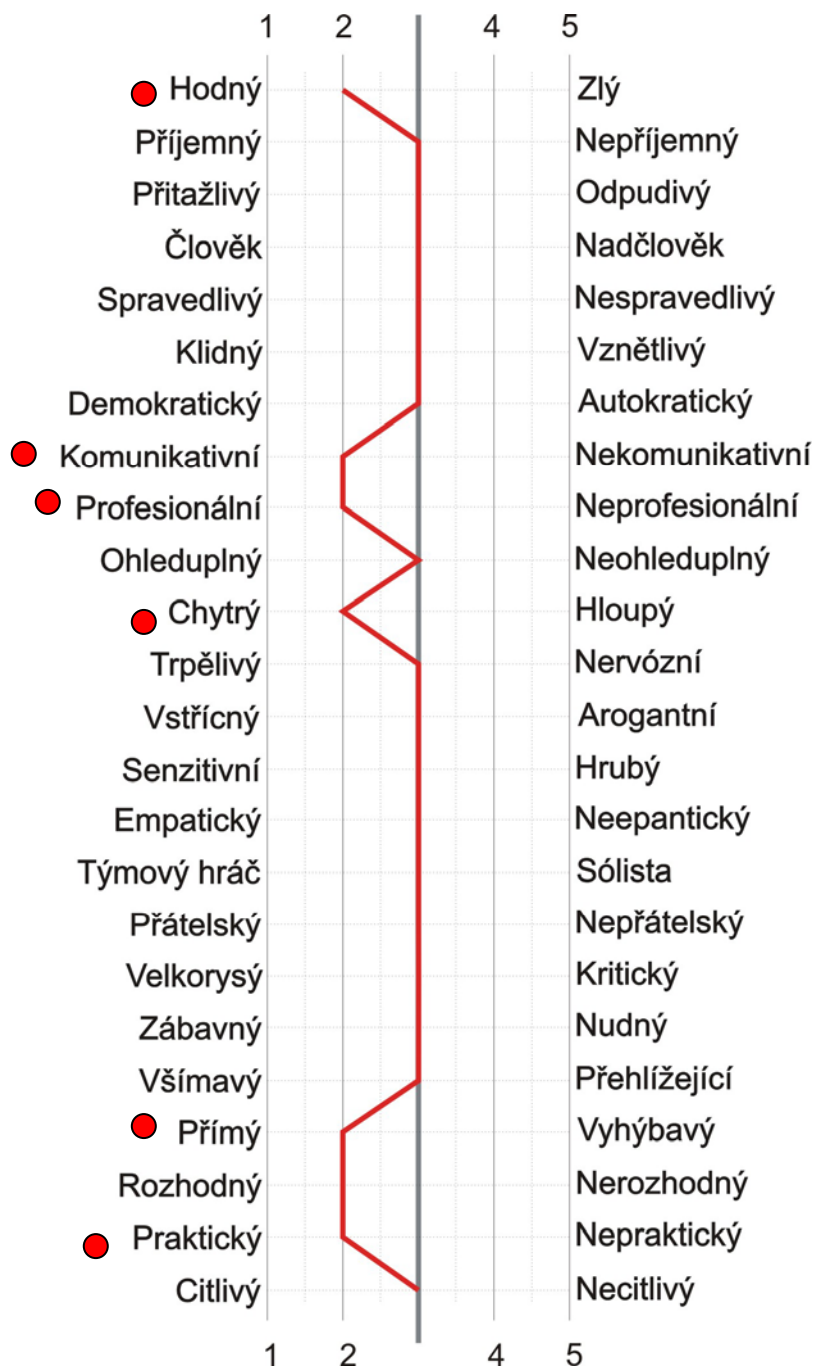 1 2 4 5
Hodný Zlý
Příjemný Nepříjemný
Přitažlivý Odpudivý
Člověk Nadčlověk
Spravedlivý Nespravedlivý
Klidný Vznětlivý
Demokratický Autokratický
Komunikativní Nekomunikativní
Profesionální Neprofesionální
Ohleduplný Neohleduplný
Chytrý Hloupý
Trpělivý Nervózní
Vstřícný Arogantní
Senzitivní Hrubý
Empatický Neepantický
Týmový hráč Sólista
Přátelský Nepřátelský
Velkorysý Kritický
Zábavný Nudný
Všímavý Přehlížející
Přímý Vyhýbavý
Rozhodný Nerozhodný
Praktický Nepraktický
Citlivý Necitlivý
1 2 4 5